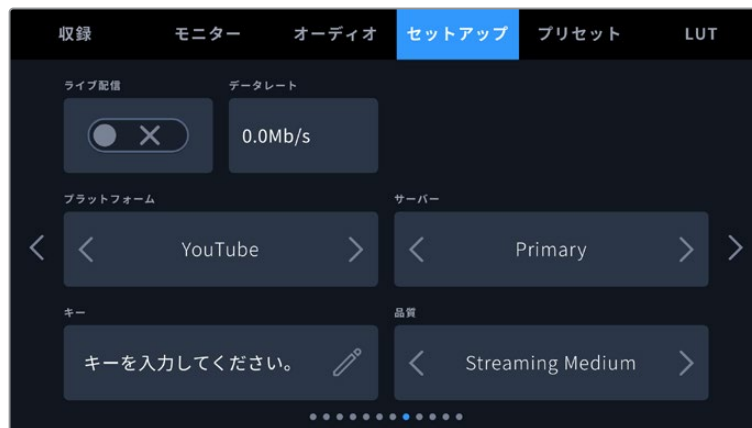 収録 モニター オーディオ セットアップ プリセット LUT
ライブ配信 データレート
0.0Mb/s
プラットフォーム サーバー
YouTube Primary
キー 品質
キーを入力してください。 Streaming Medium